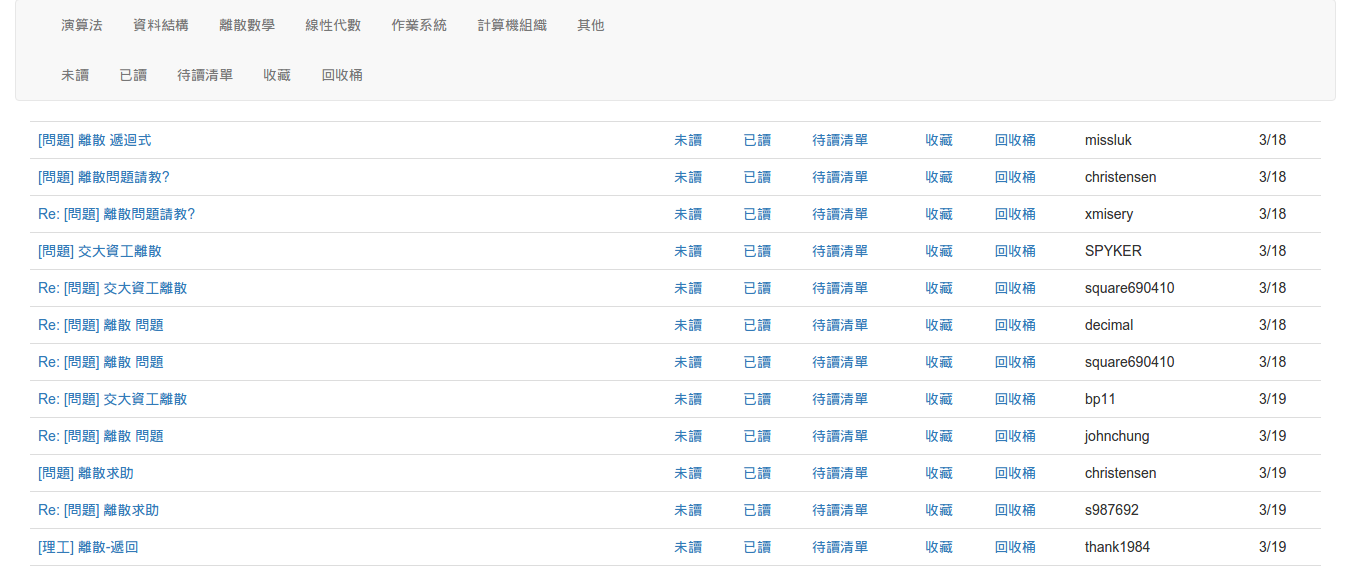 演算法 資料結構 離散數學 線性代數 作業系統 計算機組織 其他
未讀 已讀 待讀清單 收藏 回收桶
[問題] 離散 遞迴式 未讀 已讀 待讀清單 收藏 回收桶 missluk 3/18
[問題] 離散問題請教? 未讀 已讀 待讀清單 收藏 回收桶 christensen 3/18
Re: [問題] 離散問題請教? 未讀 已讀 待讀清單 收藏 回收桶 xmisery 3/18
[問題] 交大資工離散 未讀 已讀 待讀清單 收藏 回收桶 SPYKER 3/18
Re: [問題] 交大資工離散 未讀 已讀 待讀清單 收藏 回收桶 square690410 3/18
Re: [問題] 離散 問題 未讀 已讀 待讀清單 收藏 回收桶 decimal 3/18
Re: [問題] 離散 問題 未讀 已讀 待讀清單 收藏 回收桶 square690410 3/18
Re: [問題] 交大資工離散 未讀 已讀 待讀清單 收藏 回收桶 bp11 3/19
Re: [問題] 離散 問題 未讀 已讀 待讀清單 收藏 回收桶 johnchung 3/19
[問題] 離散求助 未讀 已讀 待讀清單 收藏 回收桶 christensen 3/19
Re: [問題] 離散求助 未讀 已讀 待讀清單 收藏 回收桶 s987692 3/19
[理工] 離散-遞回 未讀 已讀 待讀清單 收藏 回收桶 thank1984 3/19